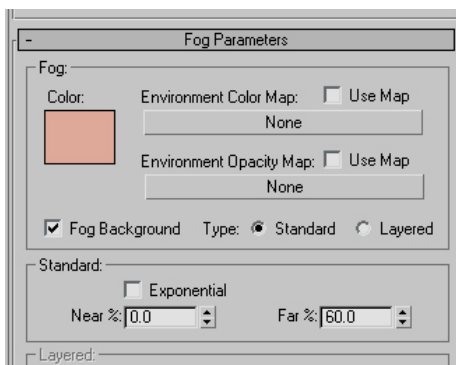 - Fog Parameters
Fog:
Color: Environment Color Map: Use Map
None
Environment Opacity Map: Use Map
None
Fog Background Type: Standard Layered
Standard:
Exponential
Near %: 0.0 Far %: 60.0
Layered: